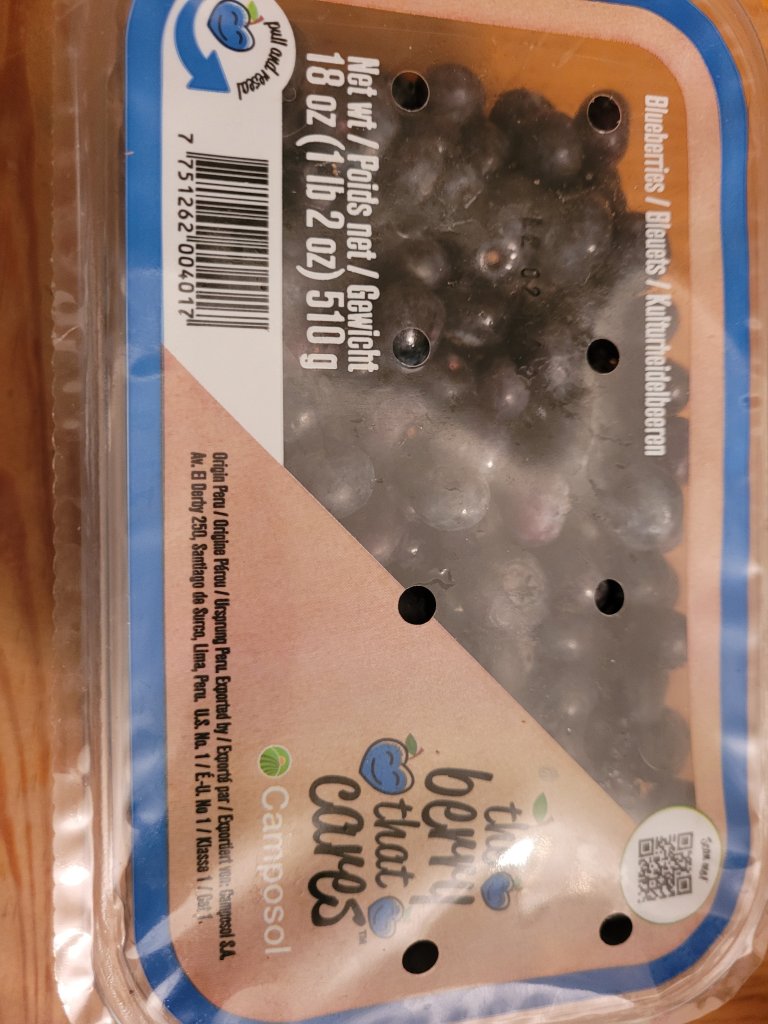 Blueberries / Bleuets / Kulturheidelbeeren
Net wt / Poids net / Gewicht
18 oz (1 lb 2 oz) 510 g
pull and reseal
7 751262 004017
the
berry
that
cares™
Camposol
Origin Peru / Origine Pérou / Ursprung Peru. Exported by / Exporté par / Exportiert von: Camposol S.A.
Av. El Derby 250, Santiago de Surco, Lima, Peru. U.S. No. 1 / É-U. No 1 / Klasse 1 / Cat 1.